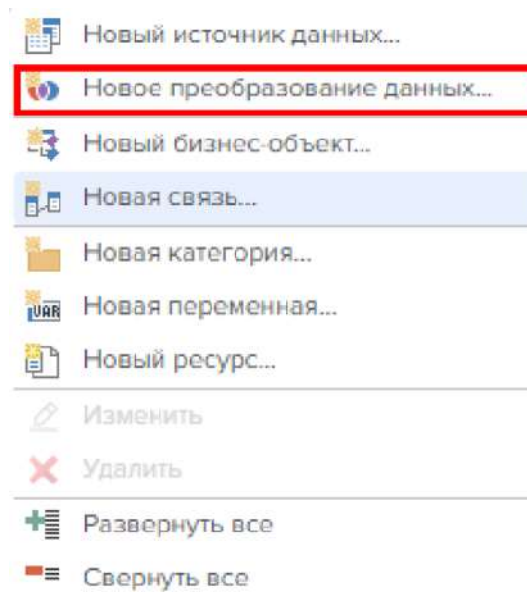 Новый источник данных...
Новое преобразование данных...
Новый бизнес-объект...
Новая связь...
Новая категория...
VAR Новая переменная...
Новый ресурс...
Изменить
Удалить
Развернуть все
Свернуть все